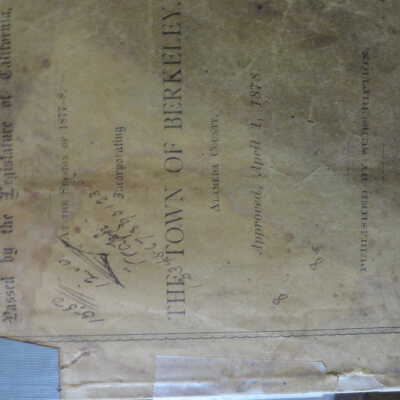 Passed by the Legislature of California,
AT THE SESSION OF 1877-8,
Incorporating
THE TOWN OF BERKELEY,
ALAMEDA COUNTY.
Approved, April 1, 1878
PUBLISHED BY SUBSCRIPTION.